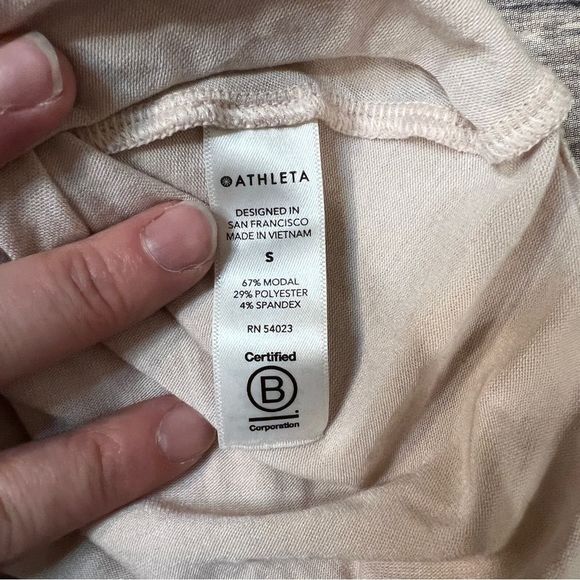 ATHLETA
DESIGNED IN
SAN FRANCISCO
MADE IN VIETNAM
S
67% MODAL
29% POLYESTER
4% SPANDEX
RN 54023
Certified
B
Corporation